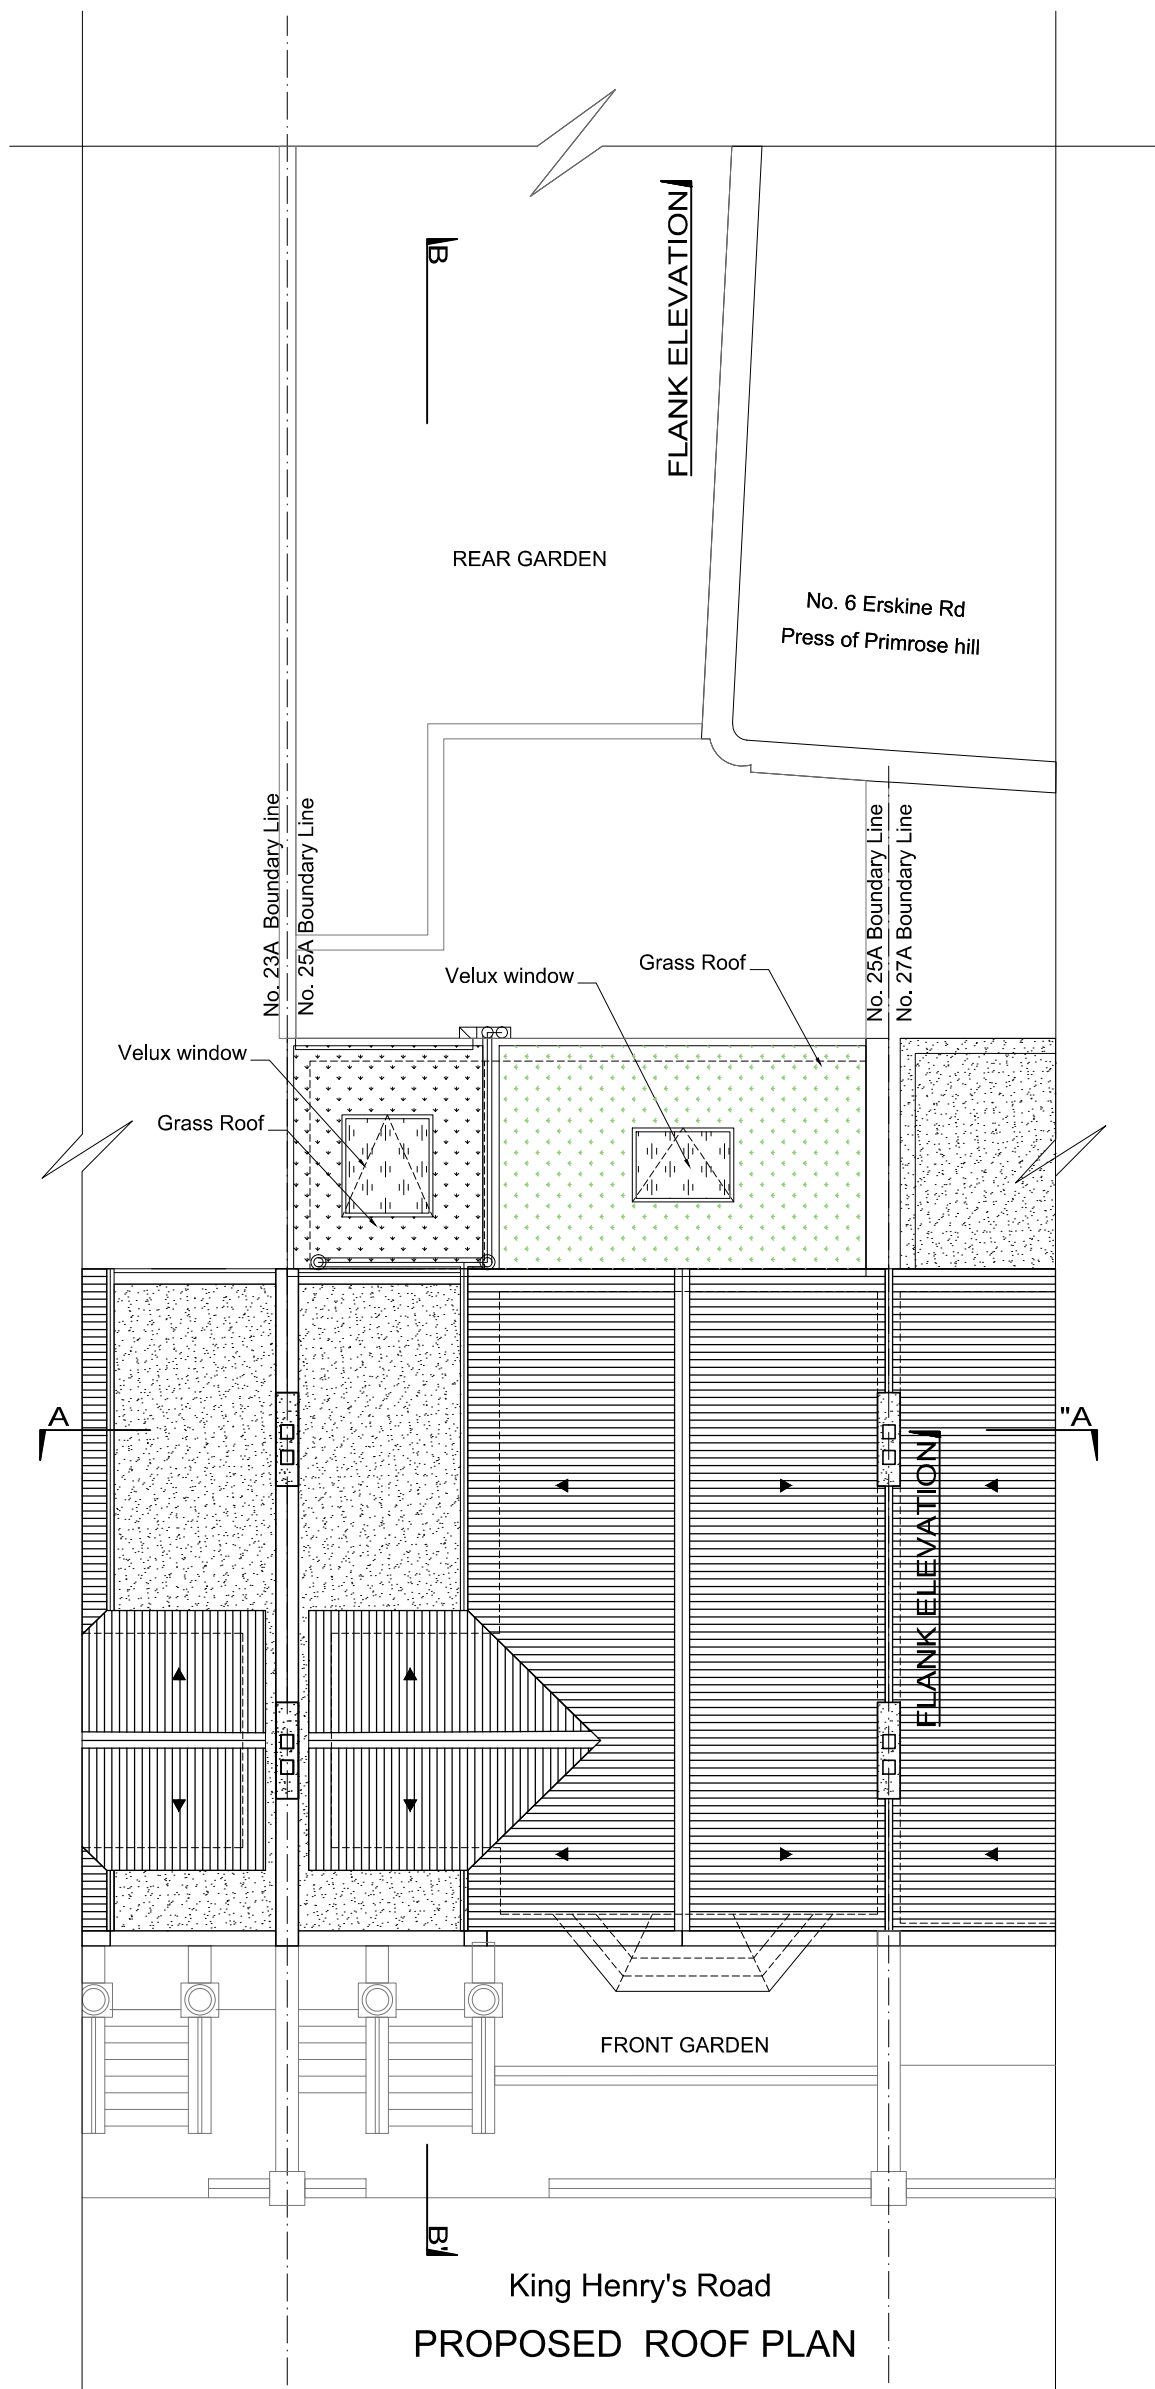 FLANK ELEVATION
B
REAR GARDEN
No. 6 Erskine Rd
Press of Primrose hill
No. 23A Boundary Line
No. 25A Boundary Line
No. 25A Boundary Line
No. 27A Boundary Line
Grass Roof
Velux window
Velux window
Grass Roof
A
"A
FLANK ELEVATION
FRONT GARDEN
B'
King Henry's Road
PROPOSED ROOF PLAN